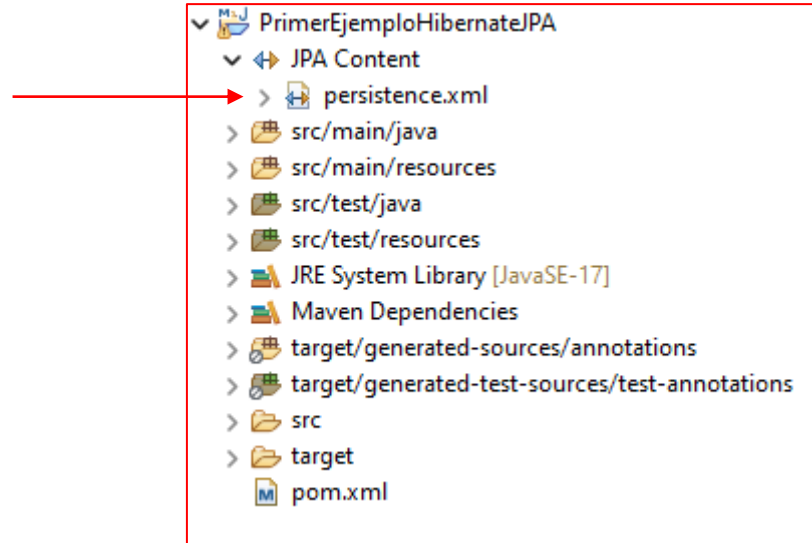 PrimerEjemploHibernateJPA
JPA Content
persistence.xml
src/main/java
src/main/resources
src/test/java
src/test/resources
JRE System Library [JavaSE-17]
Maven Dependencies
target/generated-sources/annotations
target/generated-test-sources/test-annotations
src
target
pom.xml